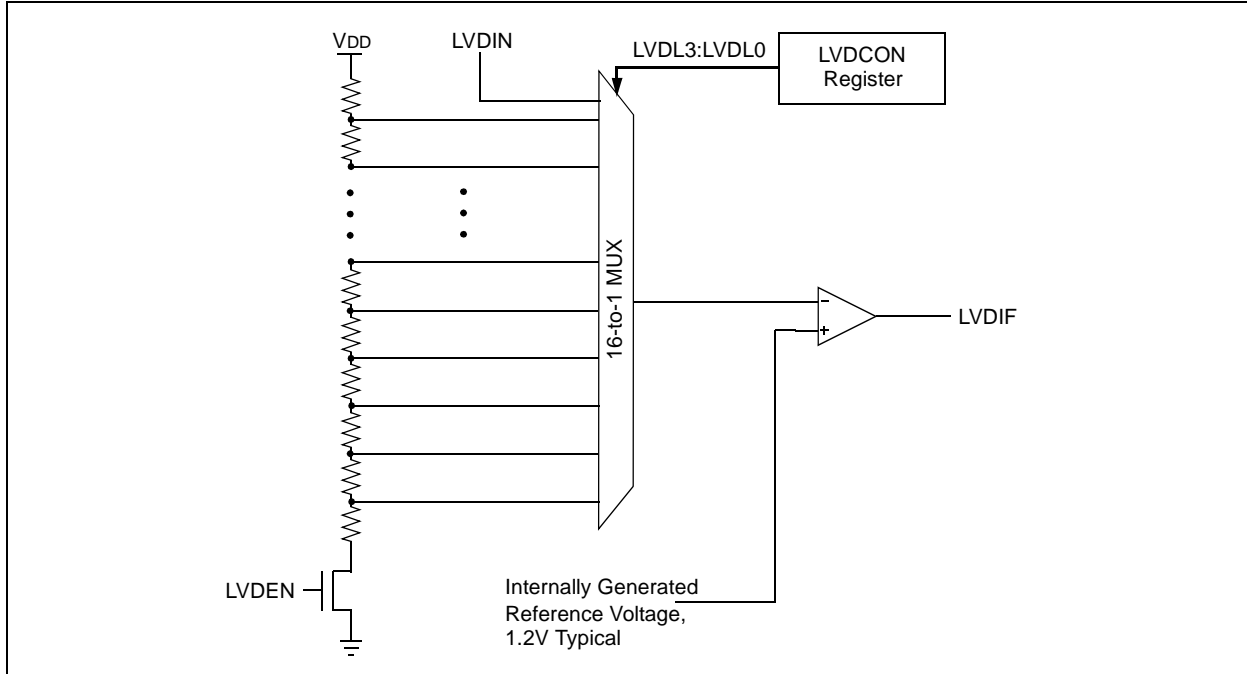 VDD
LVDIN
LVDL3:LVDL0
LVDCON
Register
16-to-1 MUX
–
+
LVDIF
LVDEN
Internally Generated
Reference Voltage,
1.2V Typical